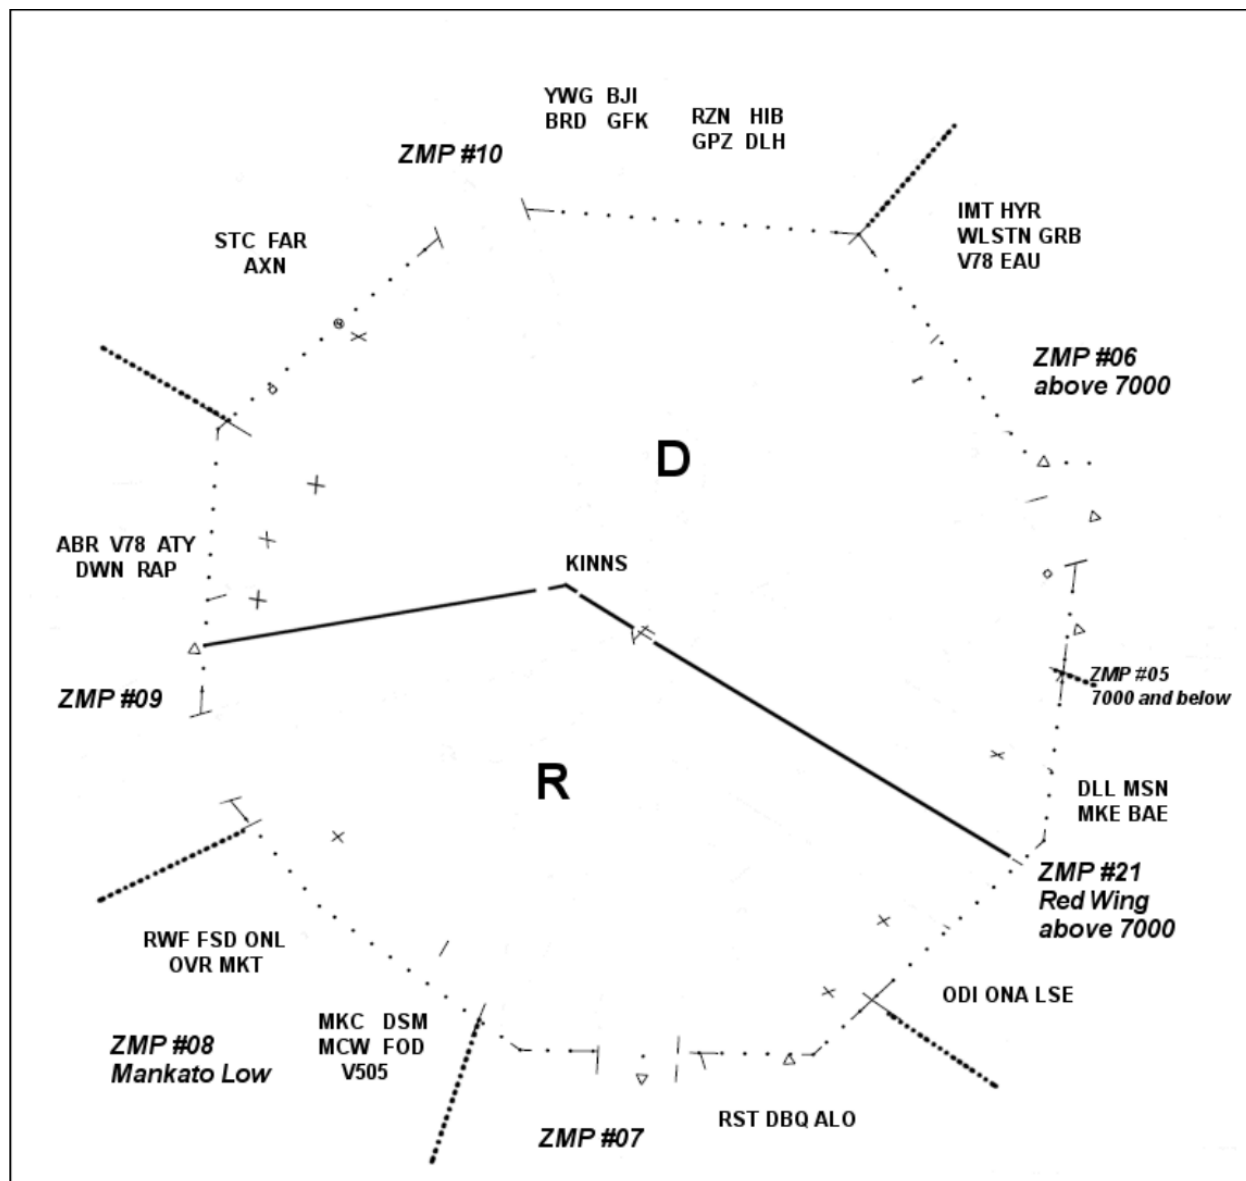 YWG BJI
BRD GFK
RZN HIB
GPZ DLH
ZMP #10
STC FAR
AXN
IMT HYR
WLSTN GRB
V78 EAU
ZMP #06
above 7000
D
ABR V78 ATY
DWN RAP
KINNS
ZMP #09
ZMP #05
7000 and below
R
DLL MSN
MKE BAE
ZMP #21
Red Wing
above 7000
RWF FSD ONL
OVR MKT
ODI ONA LSE
MKC DSM
MCW FOD
V505
ZMP #08
Mankato Low
RST DBQ ALO
ZMP #07